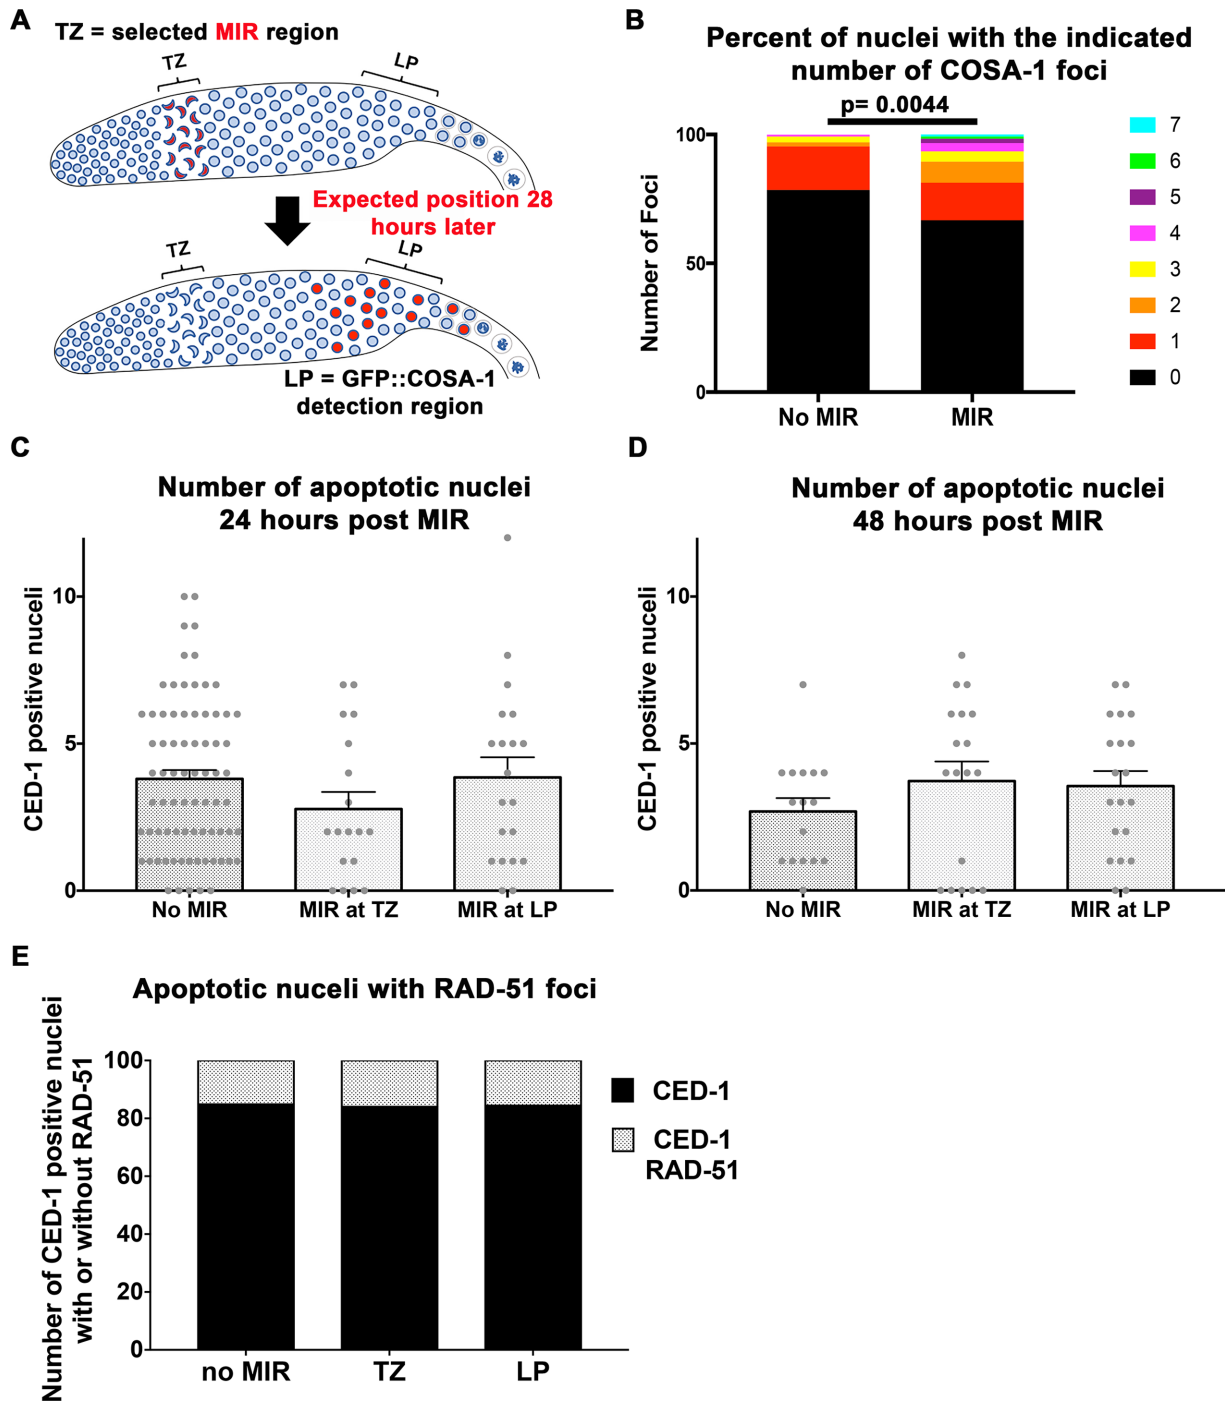 A
TZ = selected MIR region
TZ
LP
Expected position 28
hours later
TZ
LP
LP = GFP::COSA-1
detection region
B
Percent of nuclei with the indicated
number of COSA-1 foci
p= 0.0044
Number of Foci
100
50
0
No MIR
MIR
7
6
5
4
3
2
1
0
C
Number of apoptotic nuclei
24 hours post MIR
CED-1 positive nuceli
10
5
0
No MIR
MIR at TZ
MIR at LP
D
Number of apoptotic nuclei
48 hours post MIR
CED-1 positive nuceli
10
5
0
No MIR
MIR at TZ
MIR at LP
E
Apoptotic nuceli with RAD-51 foci
Number of CED-1 positive nuclei
with or without RAD-51
100
80
60
40
20
0
no MIR
TZ
LP
CED-1
CED-1
RAD-51